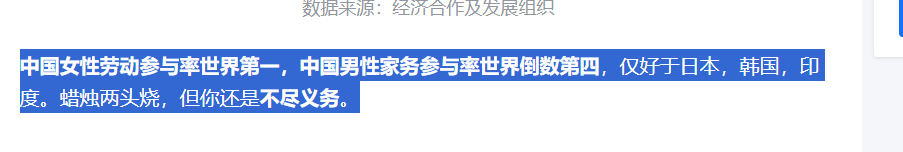 数据来源：经济合作及发展组织
中国女性劳动参与率世界第一，中国男性家务参与率世界倒数第四，仅好于日本，韩国，印
度。蜡烛两头烧，但你还是不尽义务。